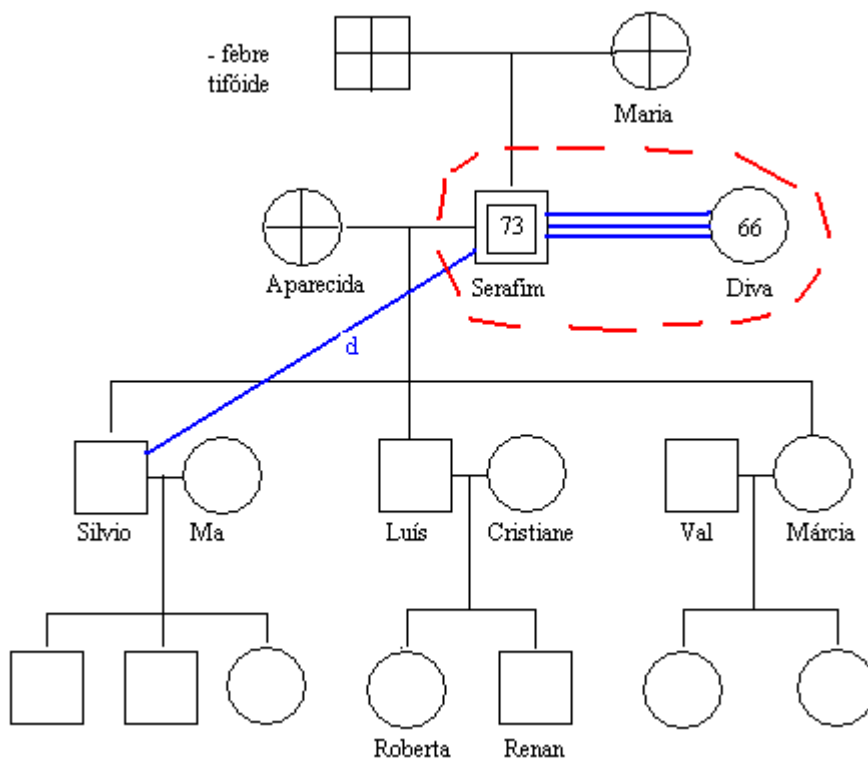 - febre
tifóide
Maria
73
66
Aparecida
Serafim
Diva
d
Silvio
Ma
Luís
Cristiane
Val
Márcia
Roberta
Renan